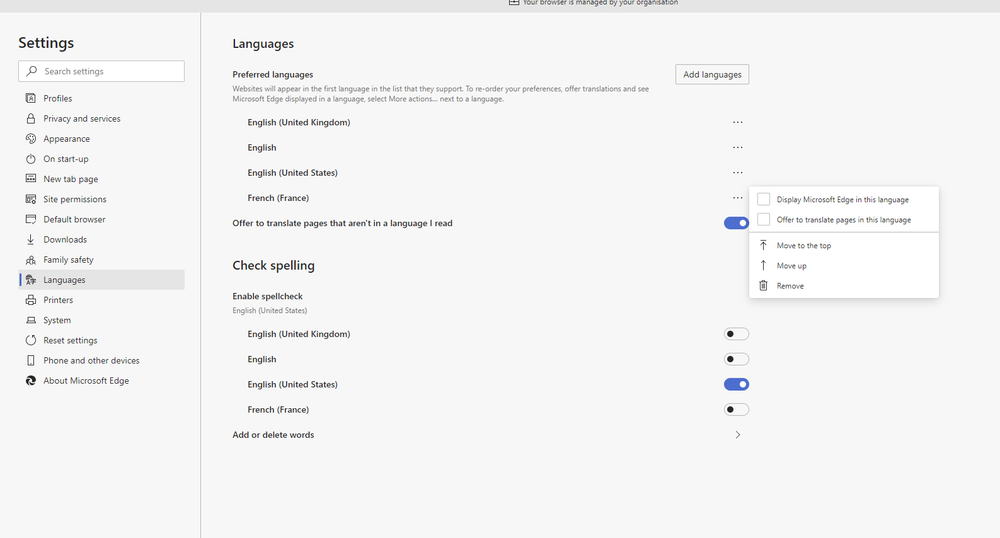 Your browser is managed by your organisation
Settings
Search settings
Profiles
Privacy and services
Appearance
On start-up
New tab page
Site permissions
Default browser
Downloads
Family safety
Languages
Printers
System
Reset settings
Phone and other devices
About Microsoft Edge
Languages
Preferred languages
Add languages
Websites will appear in the first language in the list that they support. To re-order your preferences, offer translations and see
Microsoft Edge displayed in a language, select More actions... next to a language.
English (United Kingdom)
English
English (United States)
French (France)
Offer to translate pages that aren't in a language I read
Display Microsoft Edge in this language
Offer to translate pages in this language
Move to the top
Move up
Remove
Check spelling
Enable spellcheck
English (United States)
English (United Kingdom)
English
English (United States)
French (France)
Add or delete words